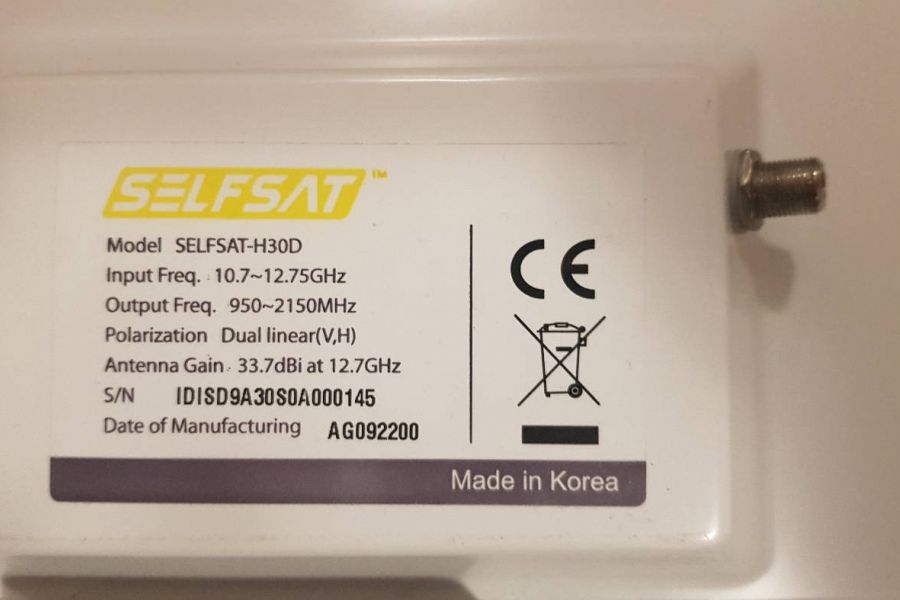 SELFSAT™
Model SELFSAT-H30D
Input Freq. 10.7~12.75GHz
Output Freq. 950~2150MHz
Polarization Dual linear(V,H)
Antenna Gain 33.7dBi at 12.7GHz
S/N IDISD9A30S0A000145
Date of Manufacturing AG092200
CE
Made in Korea